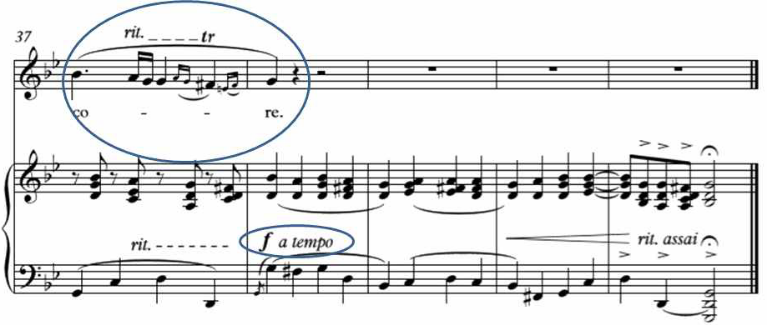 37
rit. _ _ _ _ tr
co - - re.
rit. - - - - - - -
f a tempo
rit. assai